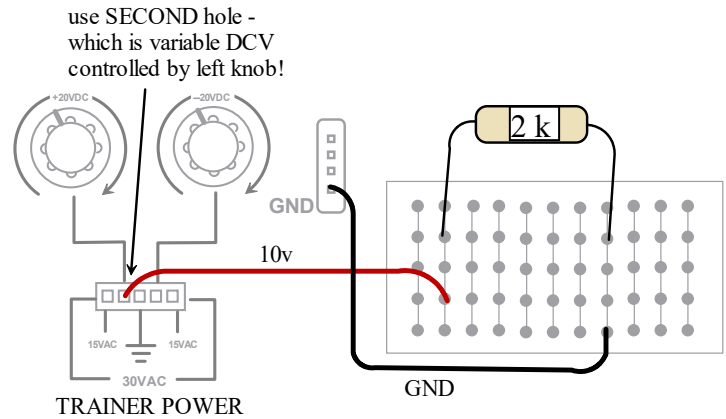 use SECOND hole -
which is variable DCV
controlled by left knob!
+20VDC
–20VDC
2 k
GND
10v
15VAC
15VAC
30VAC
GND
TRAINER POWER